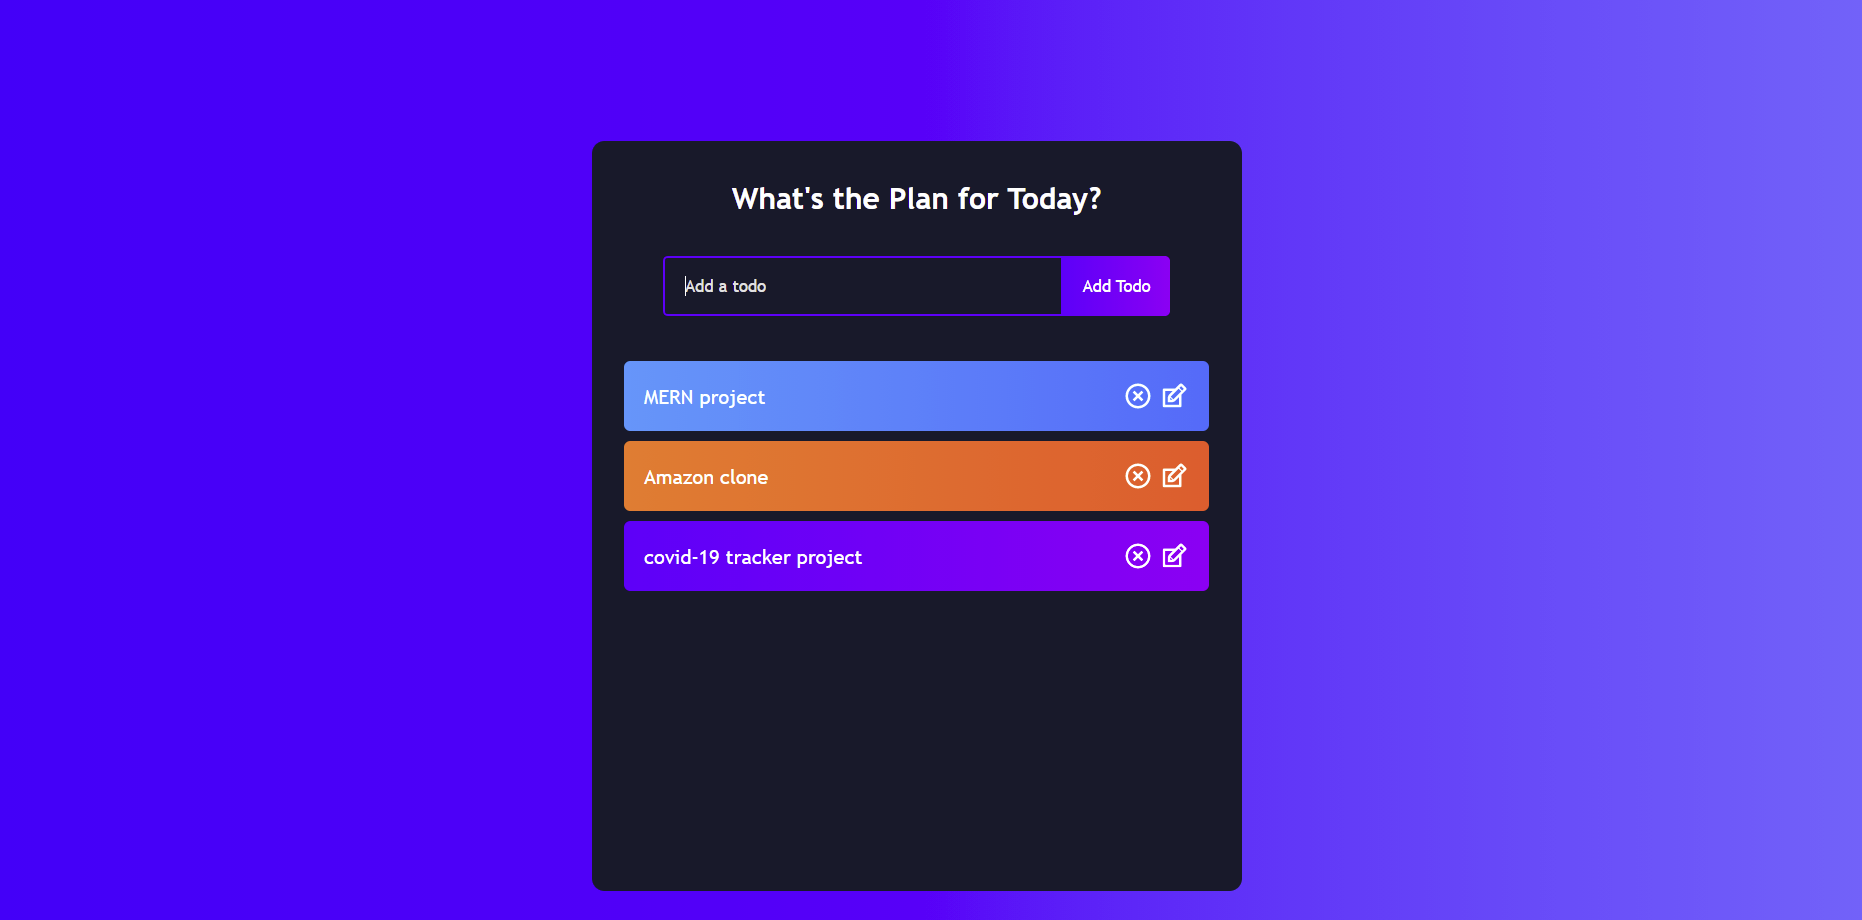 What's the Plan for Today?
Add a todo
Add Todo
MERN project
Amazon clone
covid-19 tracker project